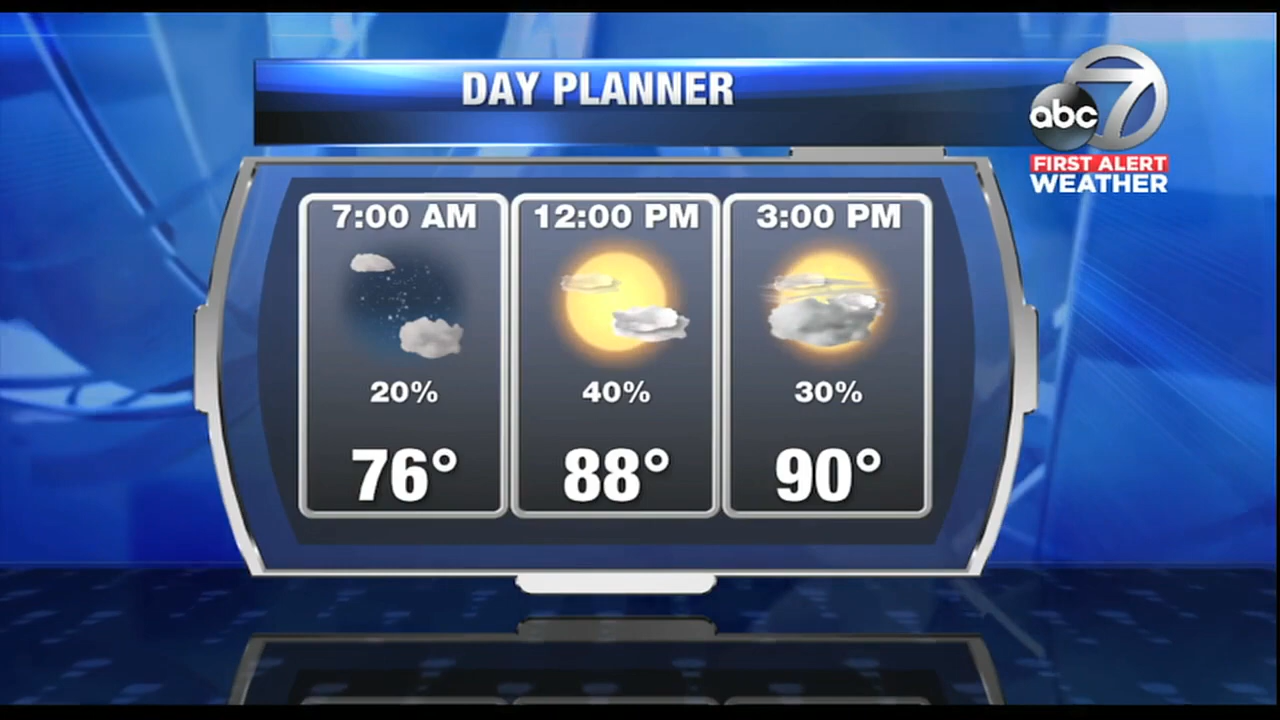 DAY PLANNER
abc 7
FIRST ALERT
WEATHER
7:00 AM
12:00 PM
3:00 PM
20%
40%
30%
76°
88°
90°